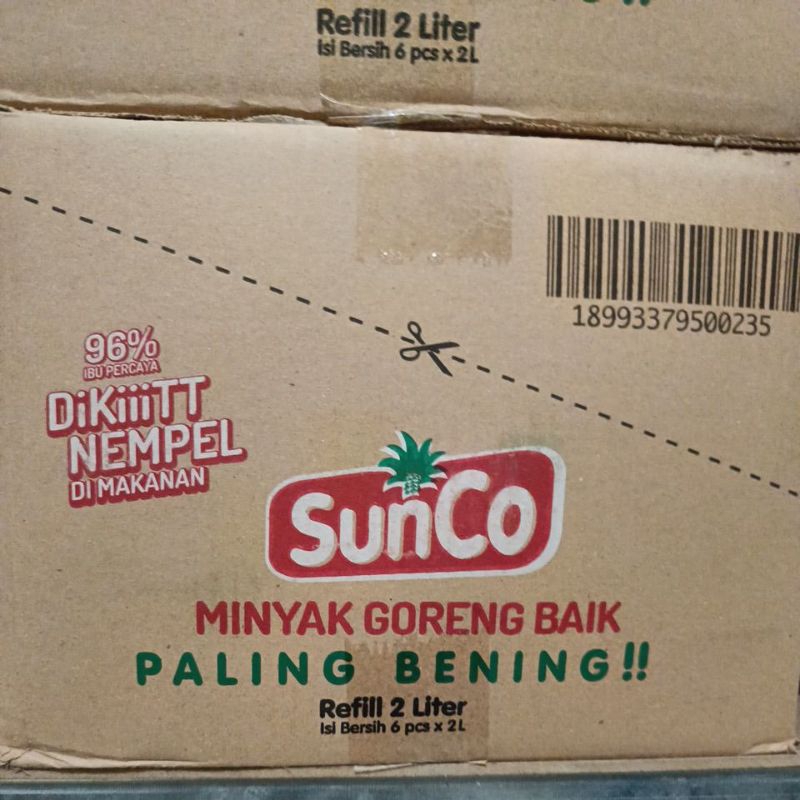 Refill 2 Liter
Isi Bersih 6 pcs x 2L
18993379500235
96%
IBU PERCAYA
DiKiiiTT
NEMPEL
DI MAKANAN
SunCo
MINYAK GORENG BAIK
PALING BENING!!
Refill 2 Liter
Isi Bersih 6 pcs x 2L